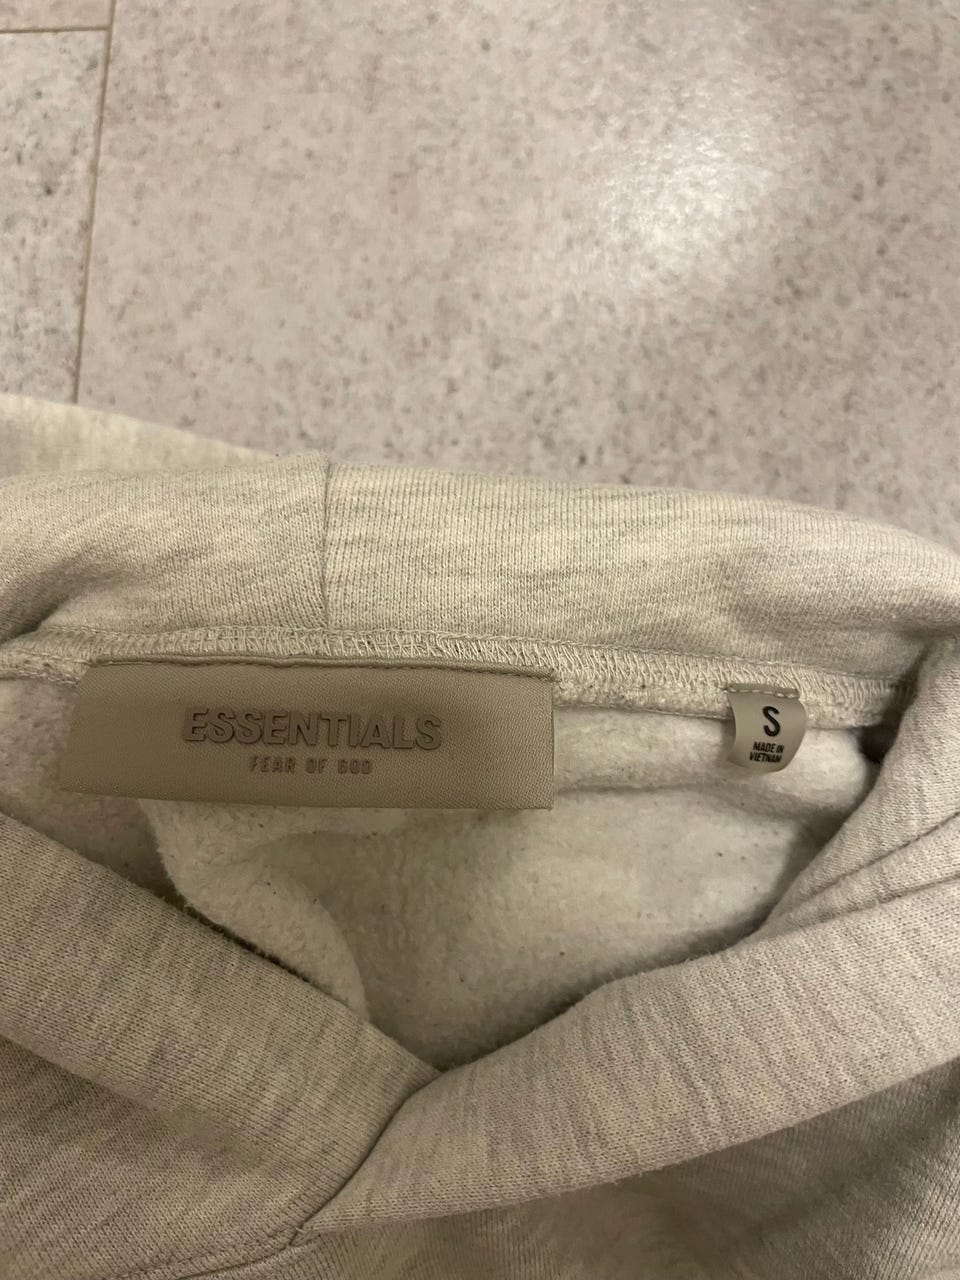 ESSENTIALS
FEAR OF GOD
S
MADE IN
VIETNAM